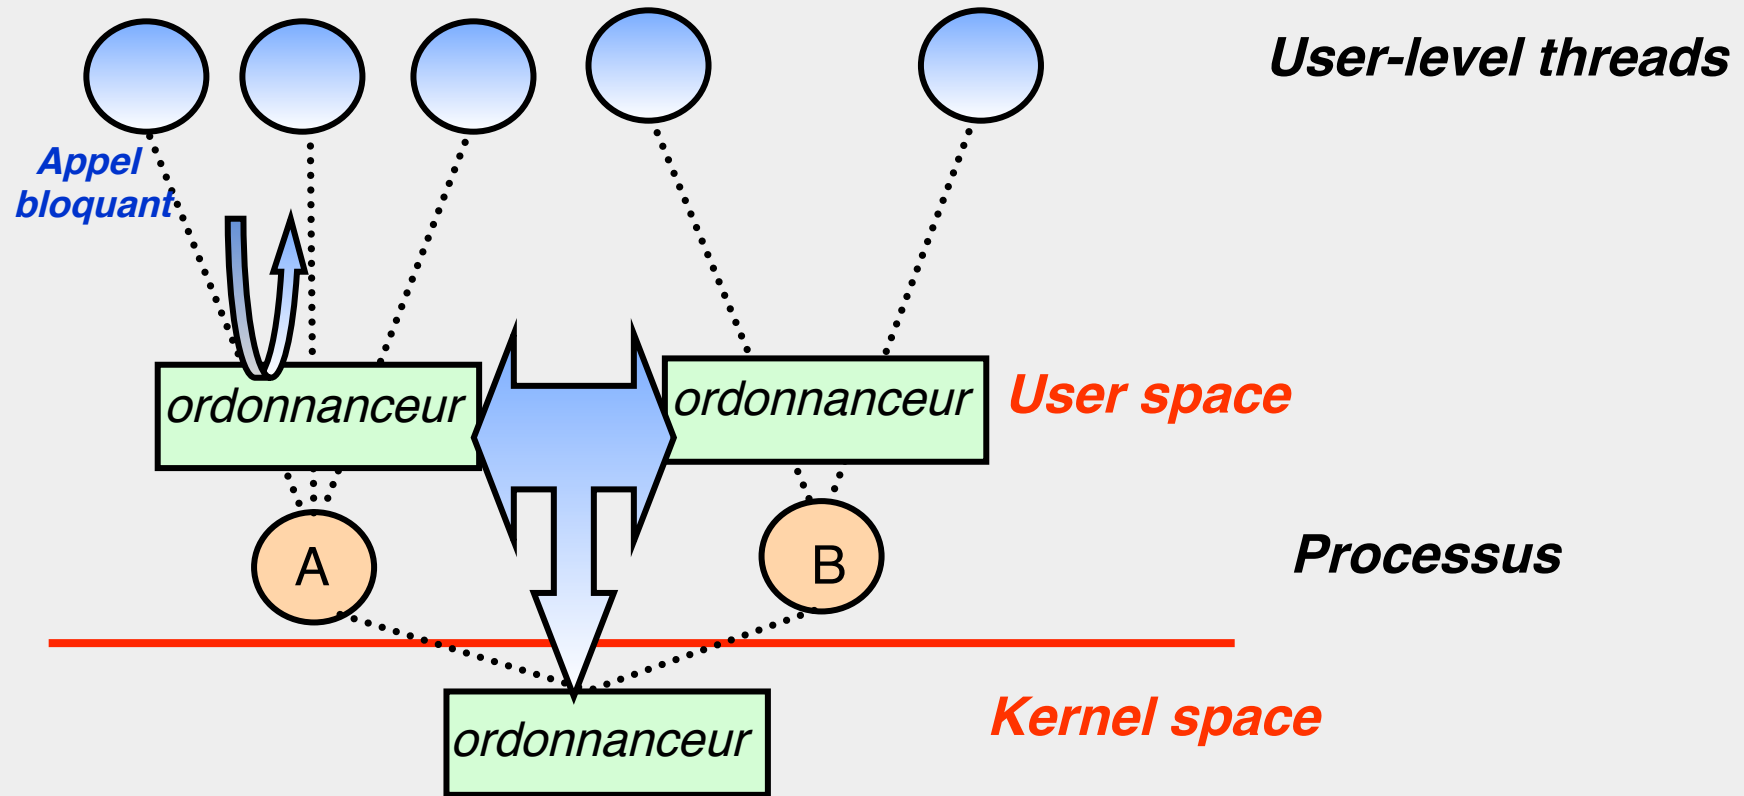 User-level threads
Appel
bloquant
ordonnanceur
ordonnanceur
User space
A
B
Processus
Kernel space
ordonnanceur